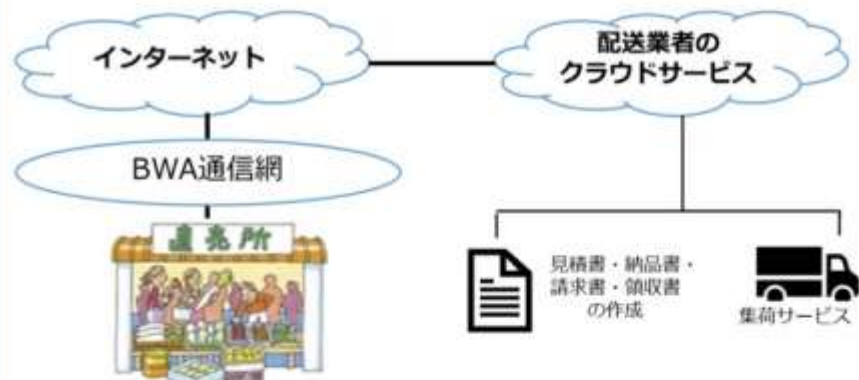 インターネット
配送業者の
クラウドサービス
BWA通信網
直売所
見積書・納品書・
請求書・領収書
の作成
集荷サービス